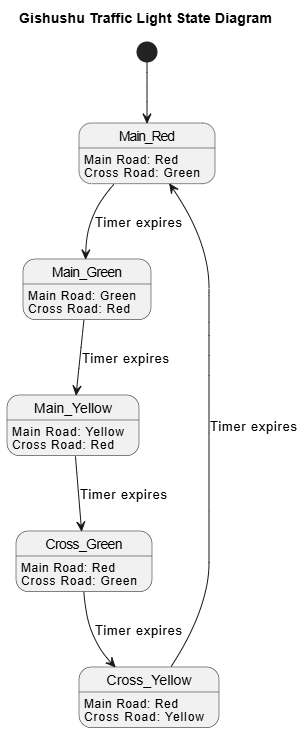 Gishushu Traffic Light State Diagram
Main_Red
Main Road: Red
Cross Road: Green
Timer expires
Main_Green
Main Road: Green
Cross Road: Red
Timer expires
Main_Yellow
Main Road: Yellow
Cross Road: Red
Timer expires
Timer expires
Cross_Green
Main Road: Red
Cross Road: Green
Timer expires
Cross_Yellow
Main Road: Red
Cross Road: Yellow